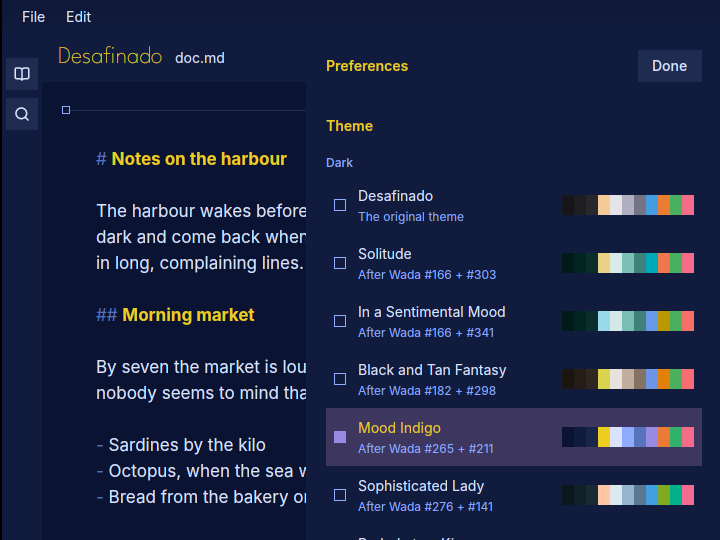 File Edit
Desafinado doc.md
Preferences
Done
# Notes on the harbour
The harbour wakes before
dark and come back when
in long, complaining lines.
## Morning market
By seven the market is
nobody seems to mind
- Sardines by the kilo
- Octopus, when the sea
- Bread from the bakery
Theme
Dark
Desafinado
The original theme
Solitude
After Wada #166 + #303
In a Sentimental Mood
After Wada #166 + #341
Black and Tan Fantasy
After Wada #182 + #298
Mood Indigo
After Wada #265 + #211
Sophisticated Lady
After Wada #276 + #141